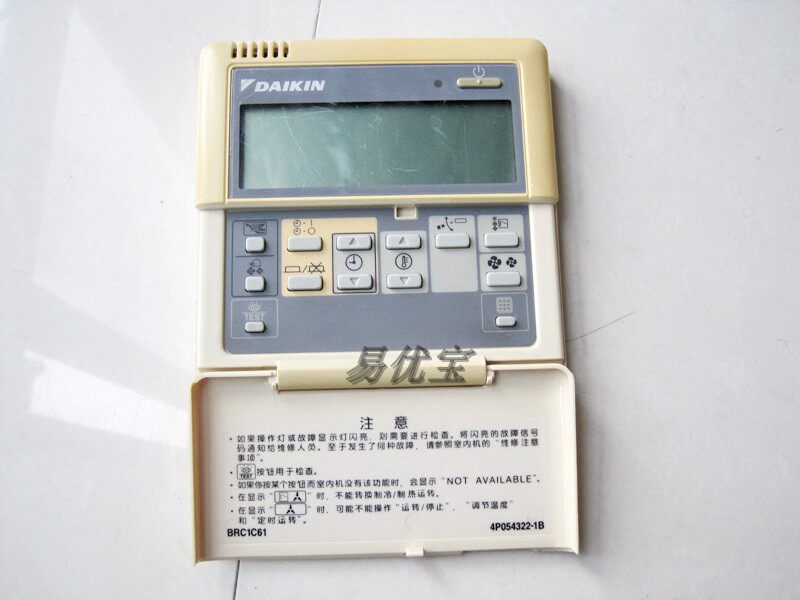 DAIKIN
TEST
易优宝
注 意
·如果操作灯或故障显示灯闪亮，则需要进行检查。将闪亮的故障信号
码通知给维修人员。至于发生了何种故障，请参照室内机的“维修注意
事项”。
· TEST 按钮用于检查。
·如果你按某个按钮而室内机没有该功能时，会显示“NOT AVAILABLE”。
·在显示“ ”时，不能转换制冷/制热运转。
·在显示“ ”时，可能不能操作“运转/停止”、“调节温度”
和“定时运转”。
BRC1C61
4P054322-1B